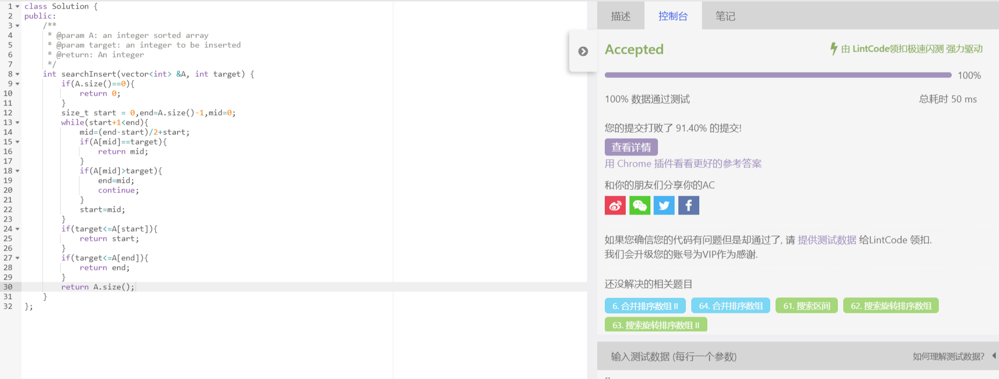 1 class Solution {
2 public:
3 /**
4 * @param A: an integer sorted array
5 * @param target: an integer to be inserted
6 * @return: An integer
7 */
8 int searchInsert(vector<int> &A, int target) {
9 if(A.size()==0){
10 return 0;
11 }
12 size_t start = 0,end=A.size()-1,mid=0;
13 while(start+1<end){
14 mid=(end-start)/2+start;
15 if(A[mid]==target){
16 return mid;
17 }
18 if(A[mid]>target){
19 end=mid;
20 continue;
21 }
22 start=mid;
23 }
24 if(target<=A[start]){
25 return start;
26 }
27 if(target<=A[end]){
28 return end;
29 }
30 return A.size();
31 }
32 };
描述 控制台 笔记
Accepted 由 LintCode领扣极速闪测 强力驱动
100%
100% 数据通过测试 总耗时 50 ms
您的提交打败了 91.40% 的提交!
查看详情
用 Chrome 插件看看更好的参考答案
和你的朋友们分享你的AC
如果您确信您的代码有问题但是却通过了, 请 提供测试数据 给LintCode 领扣.
我们会升级您的账号为VIP作为感谢.
还没解决的相关题目
6. 合并排序数组 II 64. 合并排序数组 61. 搜索区间 62. 搜索旋转排序数组
63. 搜索旋转排序数组 II
输入测试数据 (每行一个参数) 如何理解测试数据?